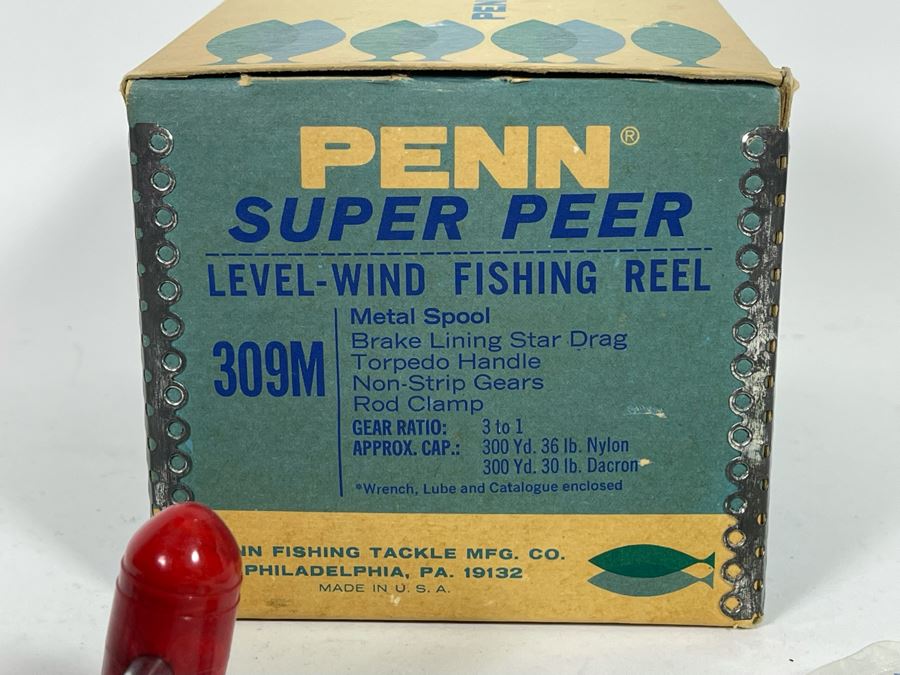 PENN®
SUPER PEER
LEVEL-WIND FISHING REEL
309M
Metal Spool
Brake Lining Star Drag
Torpedo Handle
Non-Strip Gears
Rod Clamp
GEAR RATIO: 3 to 1
APPROX. CAP.: 300 Yd. 36 lb. Nylon
300 Yd. 30 lb. Dacron
*Wrench, Lube and Catalogue enclosed
FISHING TACKLE MFG. CO.
PHILADELPHIA, PA. 19132
MADE IN U. S. A.